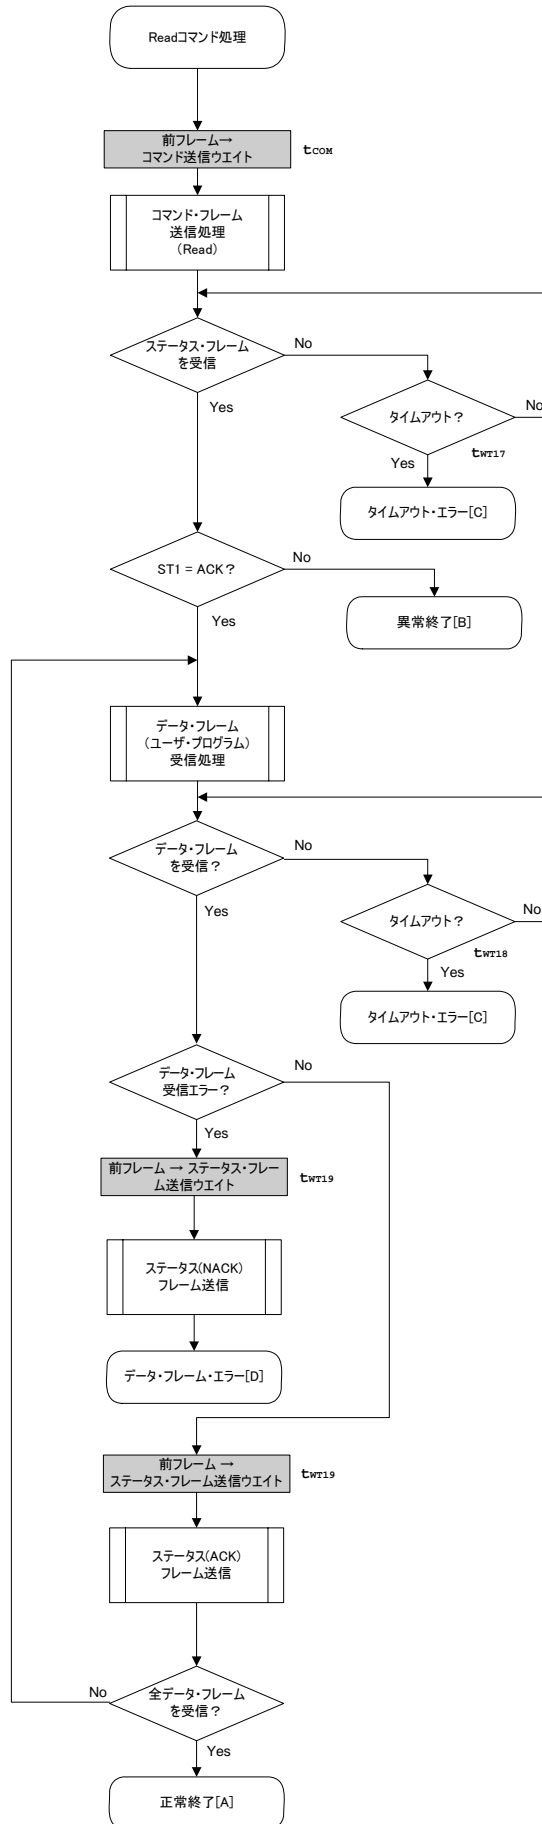 Readコマンド処理
前フレーム→
コマンド送信ウエイト
tCOM
コマンド・フレーム
送信処理
(Read)
ステータス・フレーム
を受信
No
Yes
タイムアウト？
No
tWT17
Yes
タイムアウト・エラー[C]
ST1 = ACK？
No
Yes
異常終了[B]
データ・フレーム
(ユーザ・プログラム)
受信処理
データ・フレーム
を受信？
No
Yes
タイムアウト？
No
tWT18
Yes
タイムアウト・エラー[C]
データ・フレーム
受信エラー？
No
Yes
前フレーム → ステータス・フレー
ム送信ウエイト
tWT19
ステータス(NACK)
フレーム送信
データ・フレーム・エラー[D]
前フレーム →
ステータス・フレーム送信ウエイト
tWT19
ステータス(ACK)
フレーム送信
No
全データ・フレーム
を受信？
Yes
正常終了[A]